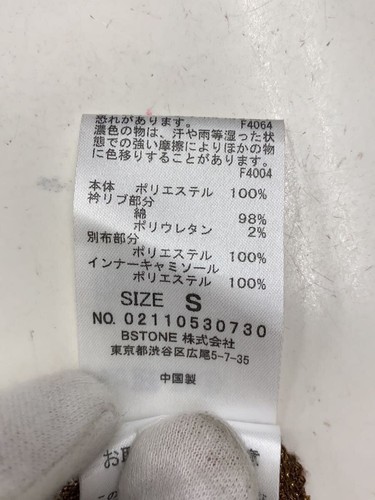 恐れがあります。 F4064
濃色の物は、汗や雨等湿った状
態での強い摩擦によりほかの物
に色移りすることがあります。
F4004
本体 ポリエステル 100%
衿リブ部分
綿 98%
ポリウレタン 2%
別布部分
ポリエステル 100%
インナーキャミソール
ポリエステル 100%
SIZE S
NO. 02110530730
BSTONE 株式会社
東京都渋谷区広尾5-7-35
中国製
お
この